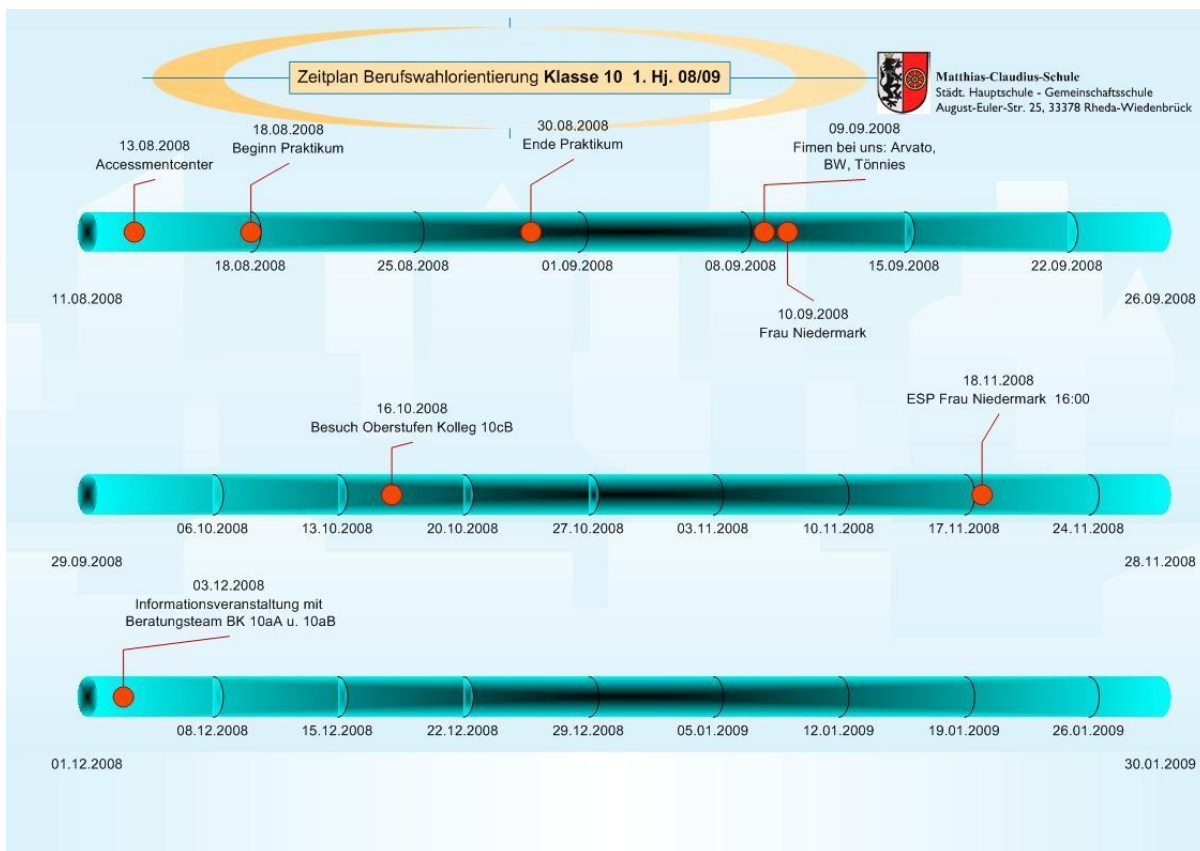 Zeitplan Berufswahlorientierung Klasse 10 1. Hj. 08/09
Matthias-Claudius-Schule
Städt. Hauptschule - Gemeinschaftsschule
August-Euler-Str. 25, 33378 Rheda-Wiedenbrück
13.08.2008
Accessmentcenter
18.08.2008
Beginn Praktikum
30.08.2008
Ende Praktikum
09.09.2008
Firnen bei uns: Arvato,
BW, Tönnies
18.08.2008
25.08.2008
01.09.2008
08.09.2008
15.09.2008
22.09.2008
11.08.2008
26.09.2008
10.09.2008
Frau Niedermark
16.10.2008
Besuch Oberstufen Kolleg 10cB
18.11.2008
ESP Frau Niedermark 16:00
06.10.2008
13.10.2008
20.10.2008
27.10.2008
03.11.2008
10.11.2008
17.11.2008
24.11.2008
29.09.2008
28.11.2008
03.12.2008
Informationsveranstaltung mit
Beratungsteam BK 10aA u. 10aB
08.12.2008
15.12.2008
22.12.2008
29.12.2008
05.01.2009
12.01.2009
19.01.2009
26.01.2009
01.12.2008
30.01.2009